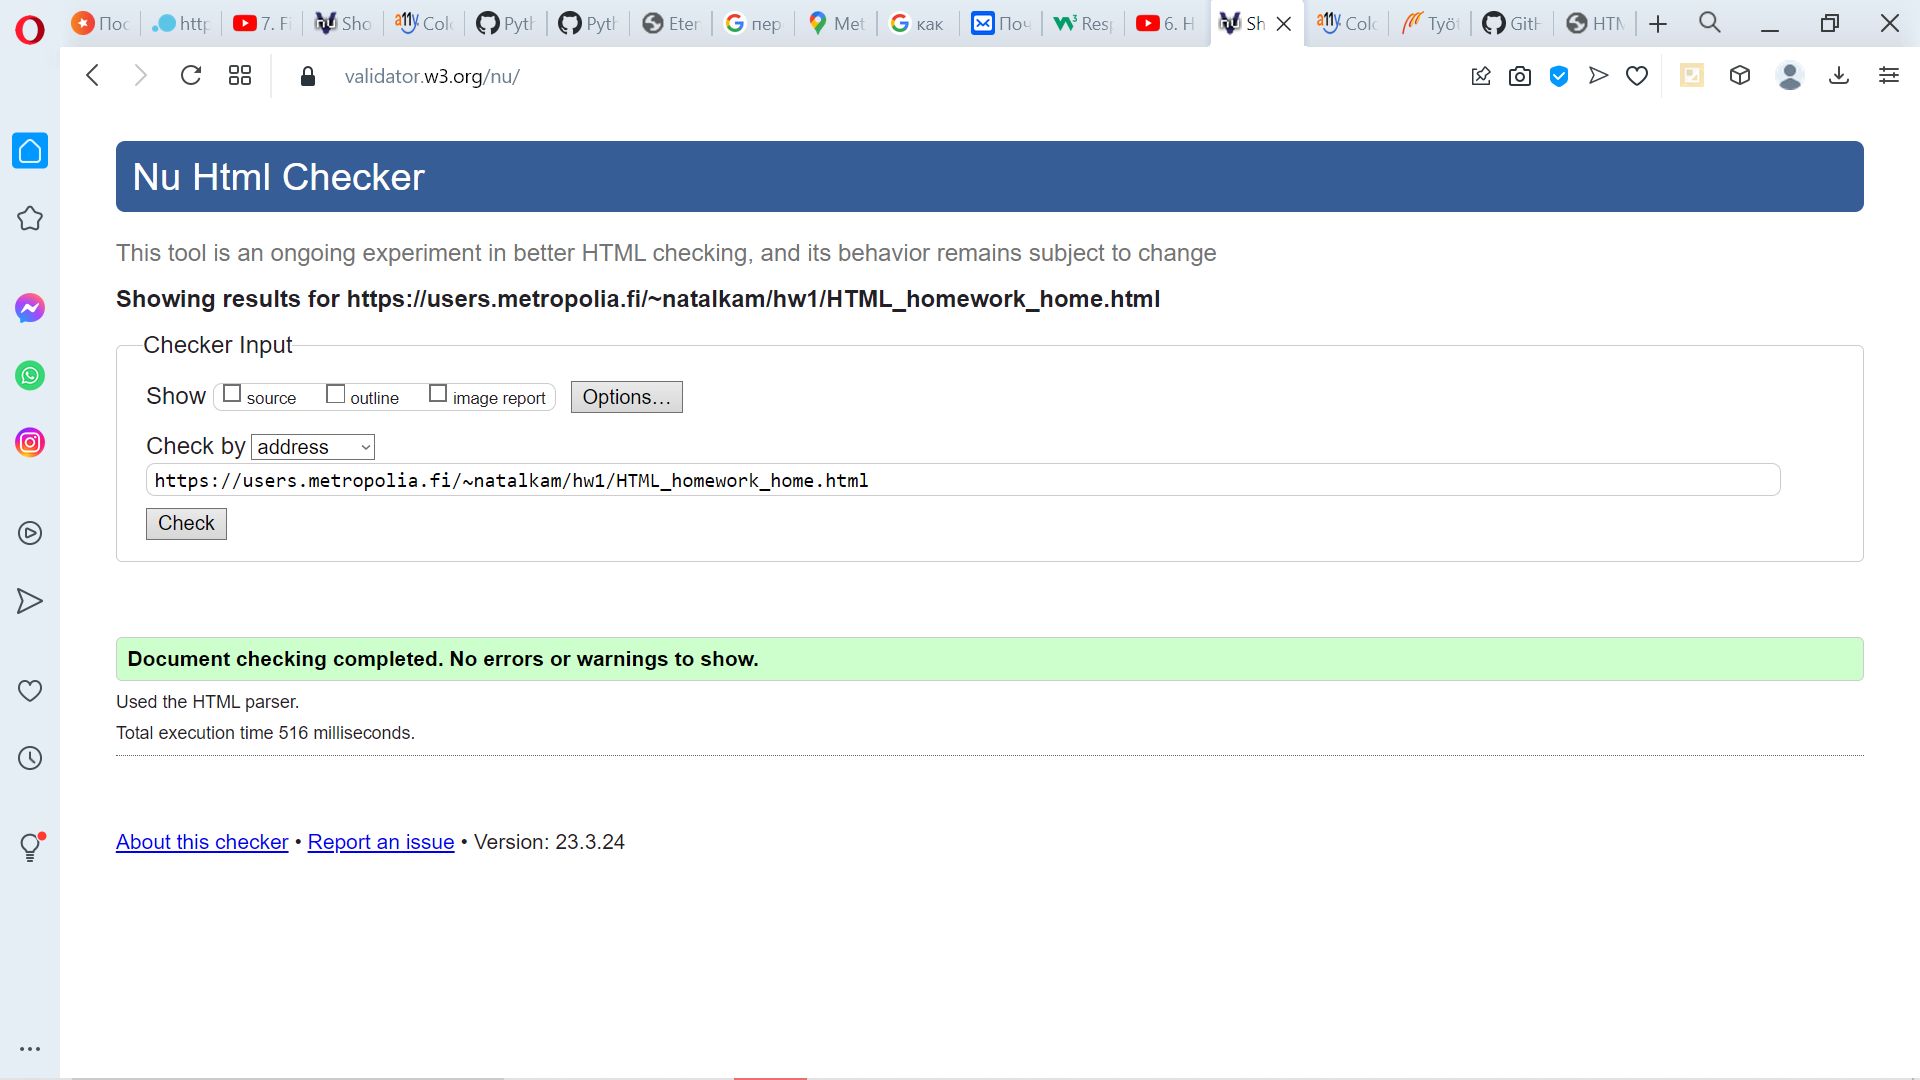 Пос
http
7. Fi
Sho
Colo
Pyth
Pyth
Eter
пер
Met
как
Поч
Resp
6. H
Sh
Colo
Työt
GitH
HTM
validator.w3.org/nu/
Nu Html Checker
This tool is an ongoing experiment in better HTML checking, and its behavior remains subject to change
Showing results for https://users.metropolia.fi/~natalkam/hw1/HTML_homework_home.html
Checker Input
Show source outline image report Options...
Check by address
https://users.metropolia.fi/~natalkam/hw1/HTML_homework_home.html
Check
Document checking completed. No errors or warnings to show.
Used the HTML parser.
Total execution time 516 milliseconds.
About this checker • Report an issue • Version: 23.3.24